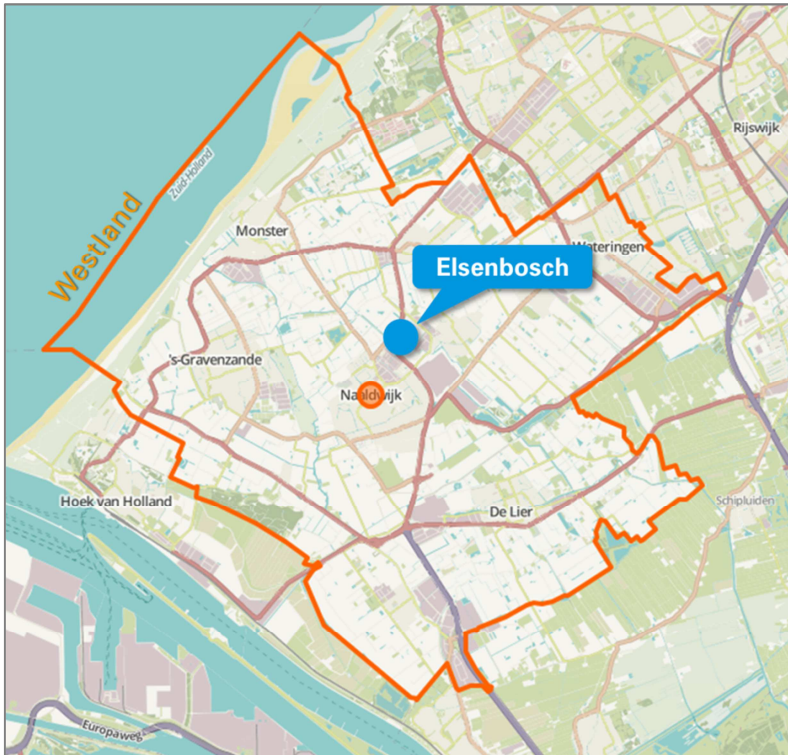 Rijswijk
Zuid-Holland
Westland
Monster
Wateringen
Elsenbosch
's-Gravenzande
Naaldwijk
Hoek van Holland
De Lier
Schipluiden
Europaweg